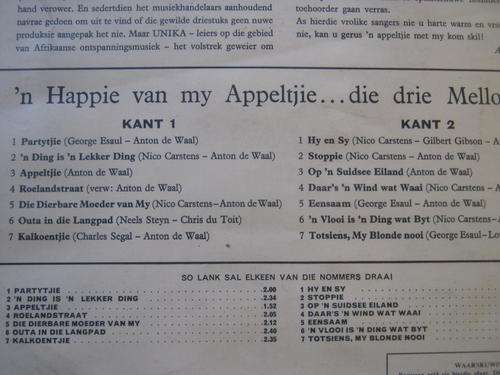 hand verower. En sedertdien het musiekhandelaars aanhoudend
navrae gedoen om uit te vind of die gewilde driestuks geen nuwe
produksie aangepak het nie. Maar UNIKA - leiers op die gebied
van Afrikaanse ontspanningsmusiek - het volstrek geweier om
toehoorder gaan verras.
As hierdie vrolike sangers nie u harte warm en vro
nie, kan u gerus 'n appeltjie met my kom skil!
'n Happie van my Appeltjie...die drie Mello
KANT 1
1 Partytjie (George Esaul - Anton de Waal)
2 'n Ding is 'n Lekker Ding (Nico Carstens - Anton de Waal)
3 Appeltjie (Anton de Waal)
4 Roelandstraat (verw: Anton de Waal)
5 Die Dierbare Moeder van My (Nico Carstens-Anton de Waal)
6 Outa in die Langpad (Neels Steyn - Chris du Toit)
7 Kalkoentjie (Charles Segal - Anton de Waal)
KANT 2
1 Hy en Sy (Nico Carstens - Gilbert Gibson - A
2 Stoppie (Nico Carstens - Anton de Waal)
3 Op 'n Suidsee Eiland (Anton de Waal)
4 Daar's 'n Wind wat Waai (Nico Carstens - A
5 Eensaam (George Esaul - Anton de Waal)
6 'n Vlooi is 'n Ding wat Byt (Nico Carstens -
7 Totsiens, My Blonde nooi (George Esau-Lo
SO LANK SAL ELKEEN VAN DIE NOMMERS DRAAI
1 PARTYTJIE 2.00
2 'N DING IS 'N LEKKER DING 2.34
3 APPELTJIE 1.52
4 ROELANDSTRAAT 2.05
5 DIE DIERBARE MOEDER VAN MY 2.12
6 OUTA IN DIE LANGPAD 2.40
7 KALKOENTJIE 2.35
1 HY EN SY
2 STOPPIE
3 OP 'N SUIDSEE EILAND
4 DAAR'S 'N WIND WAT WAAI
5 EENSAAM
6 'N VLOOI IS 'N DING WAT BYT
7 TOTSIENS, MY BLONDE NOOI
WAARSKUW